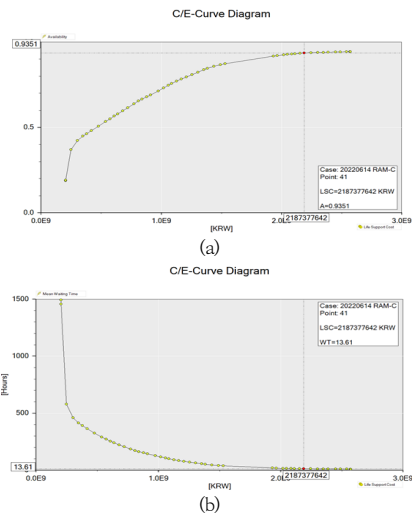 C/E-Curve Diagram
Availability
0.9351
0.5
0.0
0.0E9
1.0E9
2.0E9
3.0E9
[KRW]
2187377642
Case: 20220614 RAM-C
Point: 41
LSC=2187377642 KRW
A=0.9351
Life Support Cost
(a)
C/E-Curve Diagram
Mean Waiting Time
1500
1000
[Hours]
500
13.61
0.0E9
1.0E9
3.0E9
[KRW]
2187377642
Case: 20220614 RAM-C
Point: 41
LSC=2187377642 KRW
WT=13.61
Life Support Cost
(b)